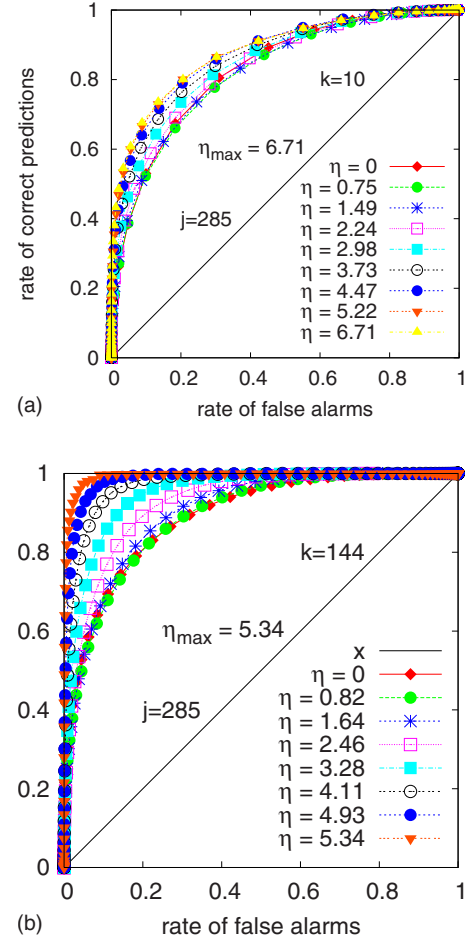 1
0.8
0.6
0.4
0.2
0
rate of correct predictions
k=10
ηmax = 6.71
j=285
η = 0
η = 0.75
η = 1.49
η = 2.24
η = 2.98
η = 3.73
η = 4.47
η = 5.22
η = 6.71
0 0.2 0.4 0.6 0.8 1
(a) rate of false alarms
1
0.8
0.6
0.4
0.2
0
k=144
ηmax = 5.34
j=285
x
η = 0
η = 0.82
η = 1.64
η = 2.46
η = 3.28
η = 4.11
η = 4.93
η = 5.34
0 0.2 0.4 0.6 0.8 1
(b) rate of false alarms